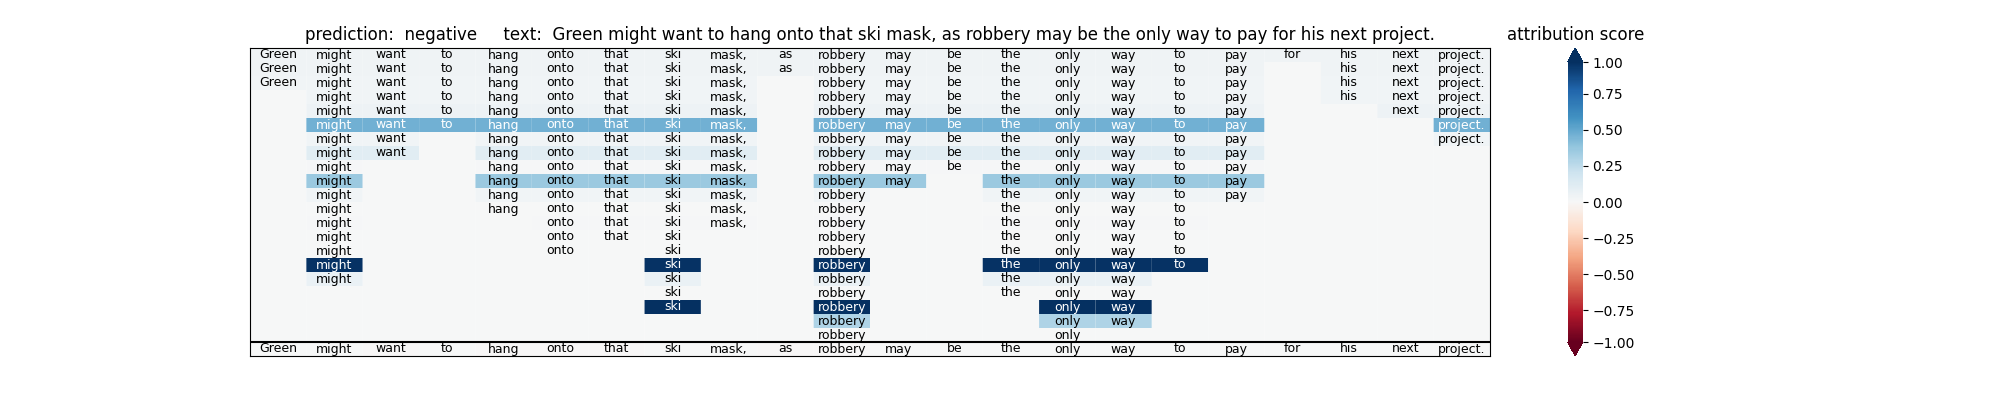 prediction: negative text: Green might want to hang onto that ski mask, as robbery may be the only way to pay for his next project. attribution score
Green might want to hang onto that ski mask, as robbery may be the only way to pay for his next project. 1.00
Green might want to hang onto that ski mask, as robbery may be the only way to pay his next project.
Green might want to hang onto that ski mask, robbery may be the only way to pay his next project.
might want to hang onto that ski mask, robbery may be the only way to pay his next project. 0.75
might want to hang onto that ski mask, robbery may be the only way to pay next project.
might want to hang onto that ski mask, robbery may be the only way to pay project. 0.50
might want hang onto that ski mask, robbery may be the only way to pay project.
might want hang onto that ski mask, robbery may be the only way to pay
might hang onto that ski mask, robbery may be the only way to pay 0.25
might hang onto that ski mask, robbery may the only way to pay
might hang onto that ski mask, robbery the only way to pay
might hang onto that ski mask, robbery the only way to 0.00
might onto that ski mask, robbery the only way to
might onto that ski robbery the only way to −0.25
might onto ski robbery the only way to
might ski robbery the only way to
might ski robbery the only way −0.50
ski robbery the only way
ski robbery only way −0.75
robbery only way
robbery only
Green might want to hang onto that ski mask, as robbery may be the only way to pay for his next project. −1.00